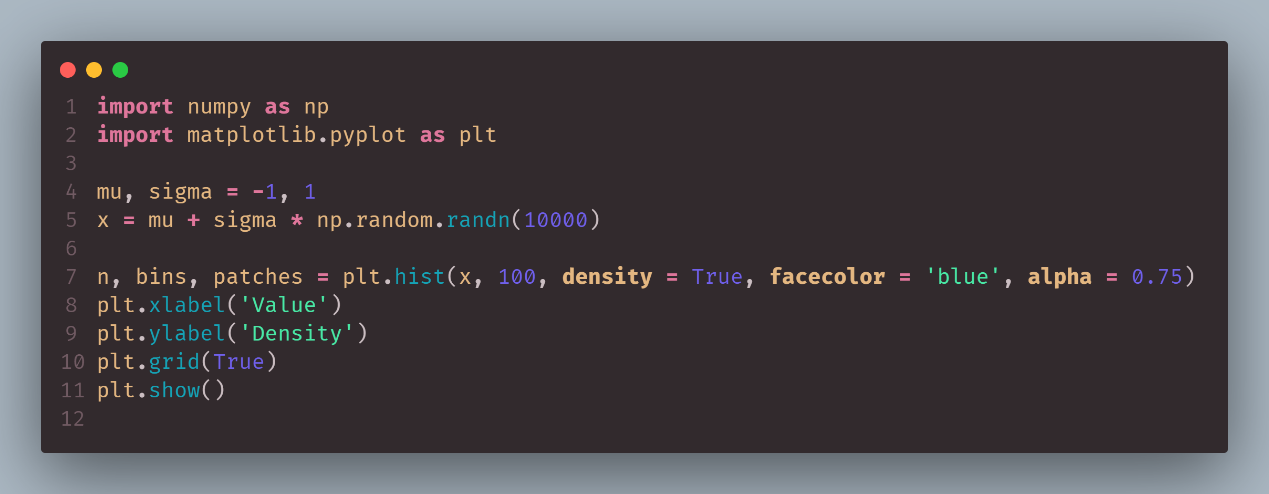 1 import numpy as np
2 import matplotlib.pyplot as plt
3
4 mu, sigma = -1, 1
5 x = mu + sigma * np.random.randn(10000)
6
7 n, bins, patches = plt.hist(x, 100, density = True, facecolor = 'blue', alpha = 0.75)
8 plt.xlabel('Value')
9 plt.ylabel('Density')
10 plt.grid(True)
11 plt.show()
12